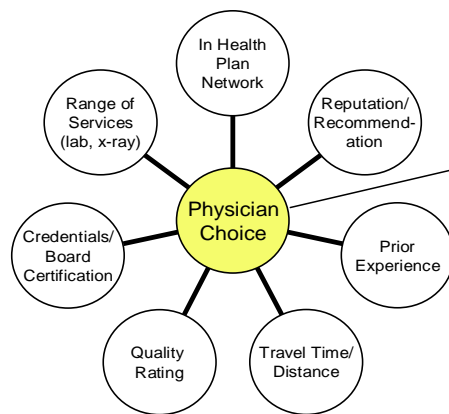 In Health
Plan
Network
Reputation/
Recommend-
ation
Range of
Services
(lab, x-ray)
Physician
Choice
Credentials/
Board
Certification
Prior
Experience
Quality
Rating
Travel Time/
Distance